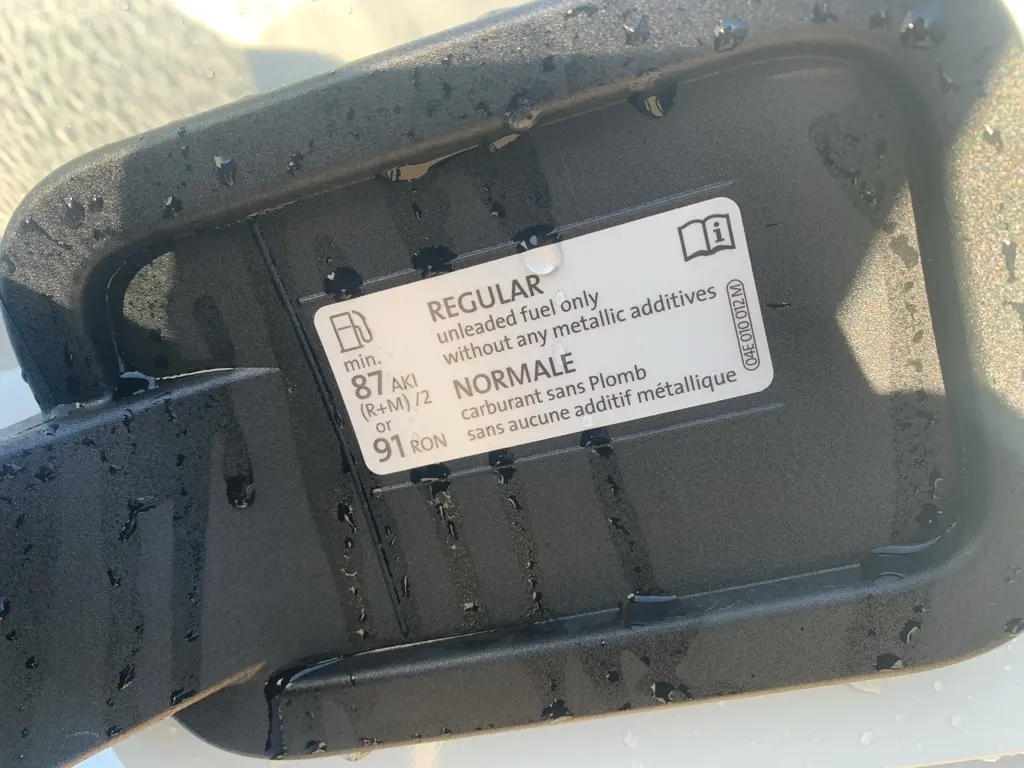 REGULAR
unleaded fuel only
without any metallic additives
min.
87 AKI
(R+M) /2
or
91 RON
NORMALE
carburant sans Plomb
sans aucune additif métallique
04E 010 012 M